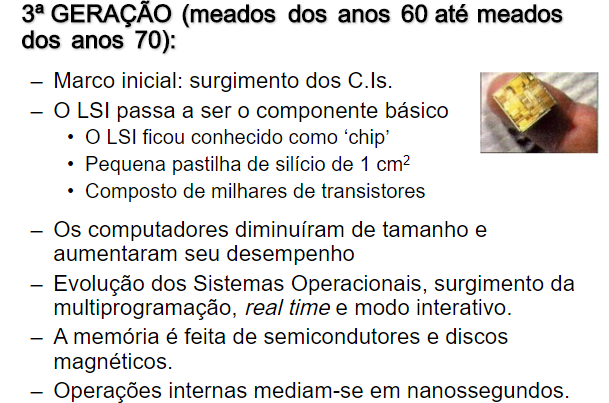 3ª GERAÇÃO (meados dos anos 60 até meados
dos anos 70):
– Marco inicial: surgimento dos C.Is.
– O LSI passa a ser o componente básico
• O LSI ficou conhecido como ‘chip’
• Pequena pastilha de silício de 1 cm²
• Composto de milhares de transistores
– Os computadores diminuíram de tamanho e
aumentaram seu desempenho
– Evolução dos Sistemas Operacionais, surgimento da
multiprogramação, real time e modo interativo.
– A memória é feita de semicondutores e discos
magnéticos.
– Operações internas mediam-se em nanossegundos.